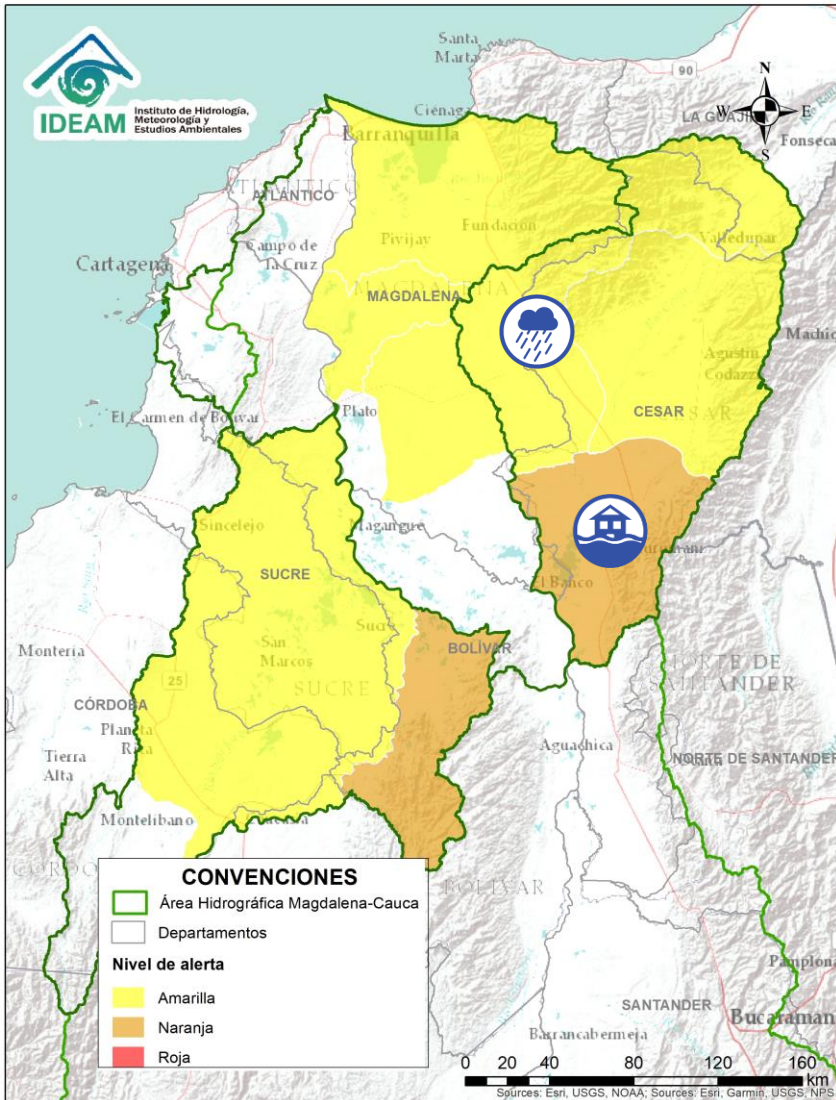 IDEAM
Instituto de Hidrología,
Meteorología y
Estudios Ambientales
Santa
Marta
90
N
W
E
S
LA GUAJI
Fonseca
Ciénaga
Barranquilla
ATLANTICO
Cartagena
Campo de
la Cruz
Pivijay
Fundación
Valledupar
MAGDALENA
Agustín
Codazzi
CESAR
El Carmen de Bolívar
Plato
Sincelejo
Magangue
SUCRE
El Banco
Montería
San
Marcos
Sucre
BOLÍVAR
SUCRE
NORTE DE
SANTANDER
CÓRDOBA
25
Planeta
Rica
Tierra
Alta
Aguachica
NORTE DE SANTANDER
Montelibano
BOLÍVAR
Pamplona
SANTANDER
Bucaraman
Barrancabermeja
CONVENCIONES
Área Hidrográfica Magdalena-Cauca
Departamentos
Nivel de alerta
Amarilla
Naranja
Roja
0 20 40 80 120 160
km
Sources: Esri, USGS, NOAA; Sources: Esri, Garmin, USGS, NPS